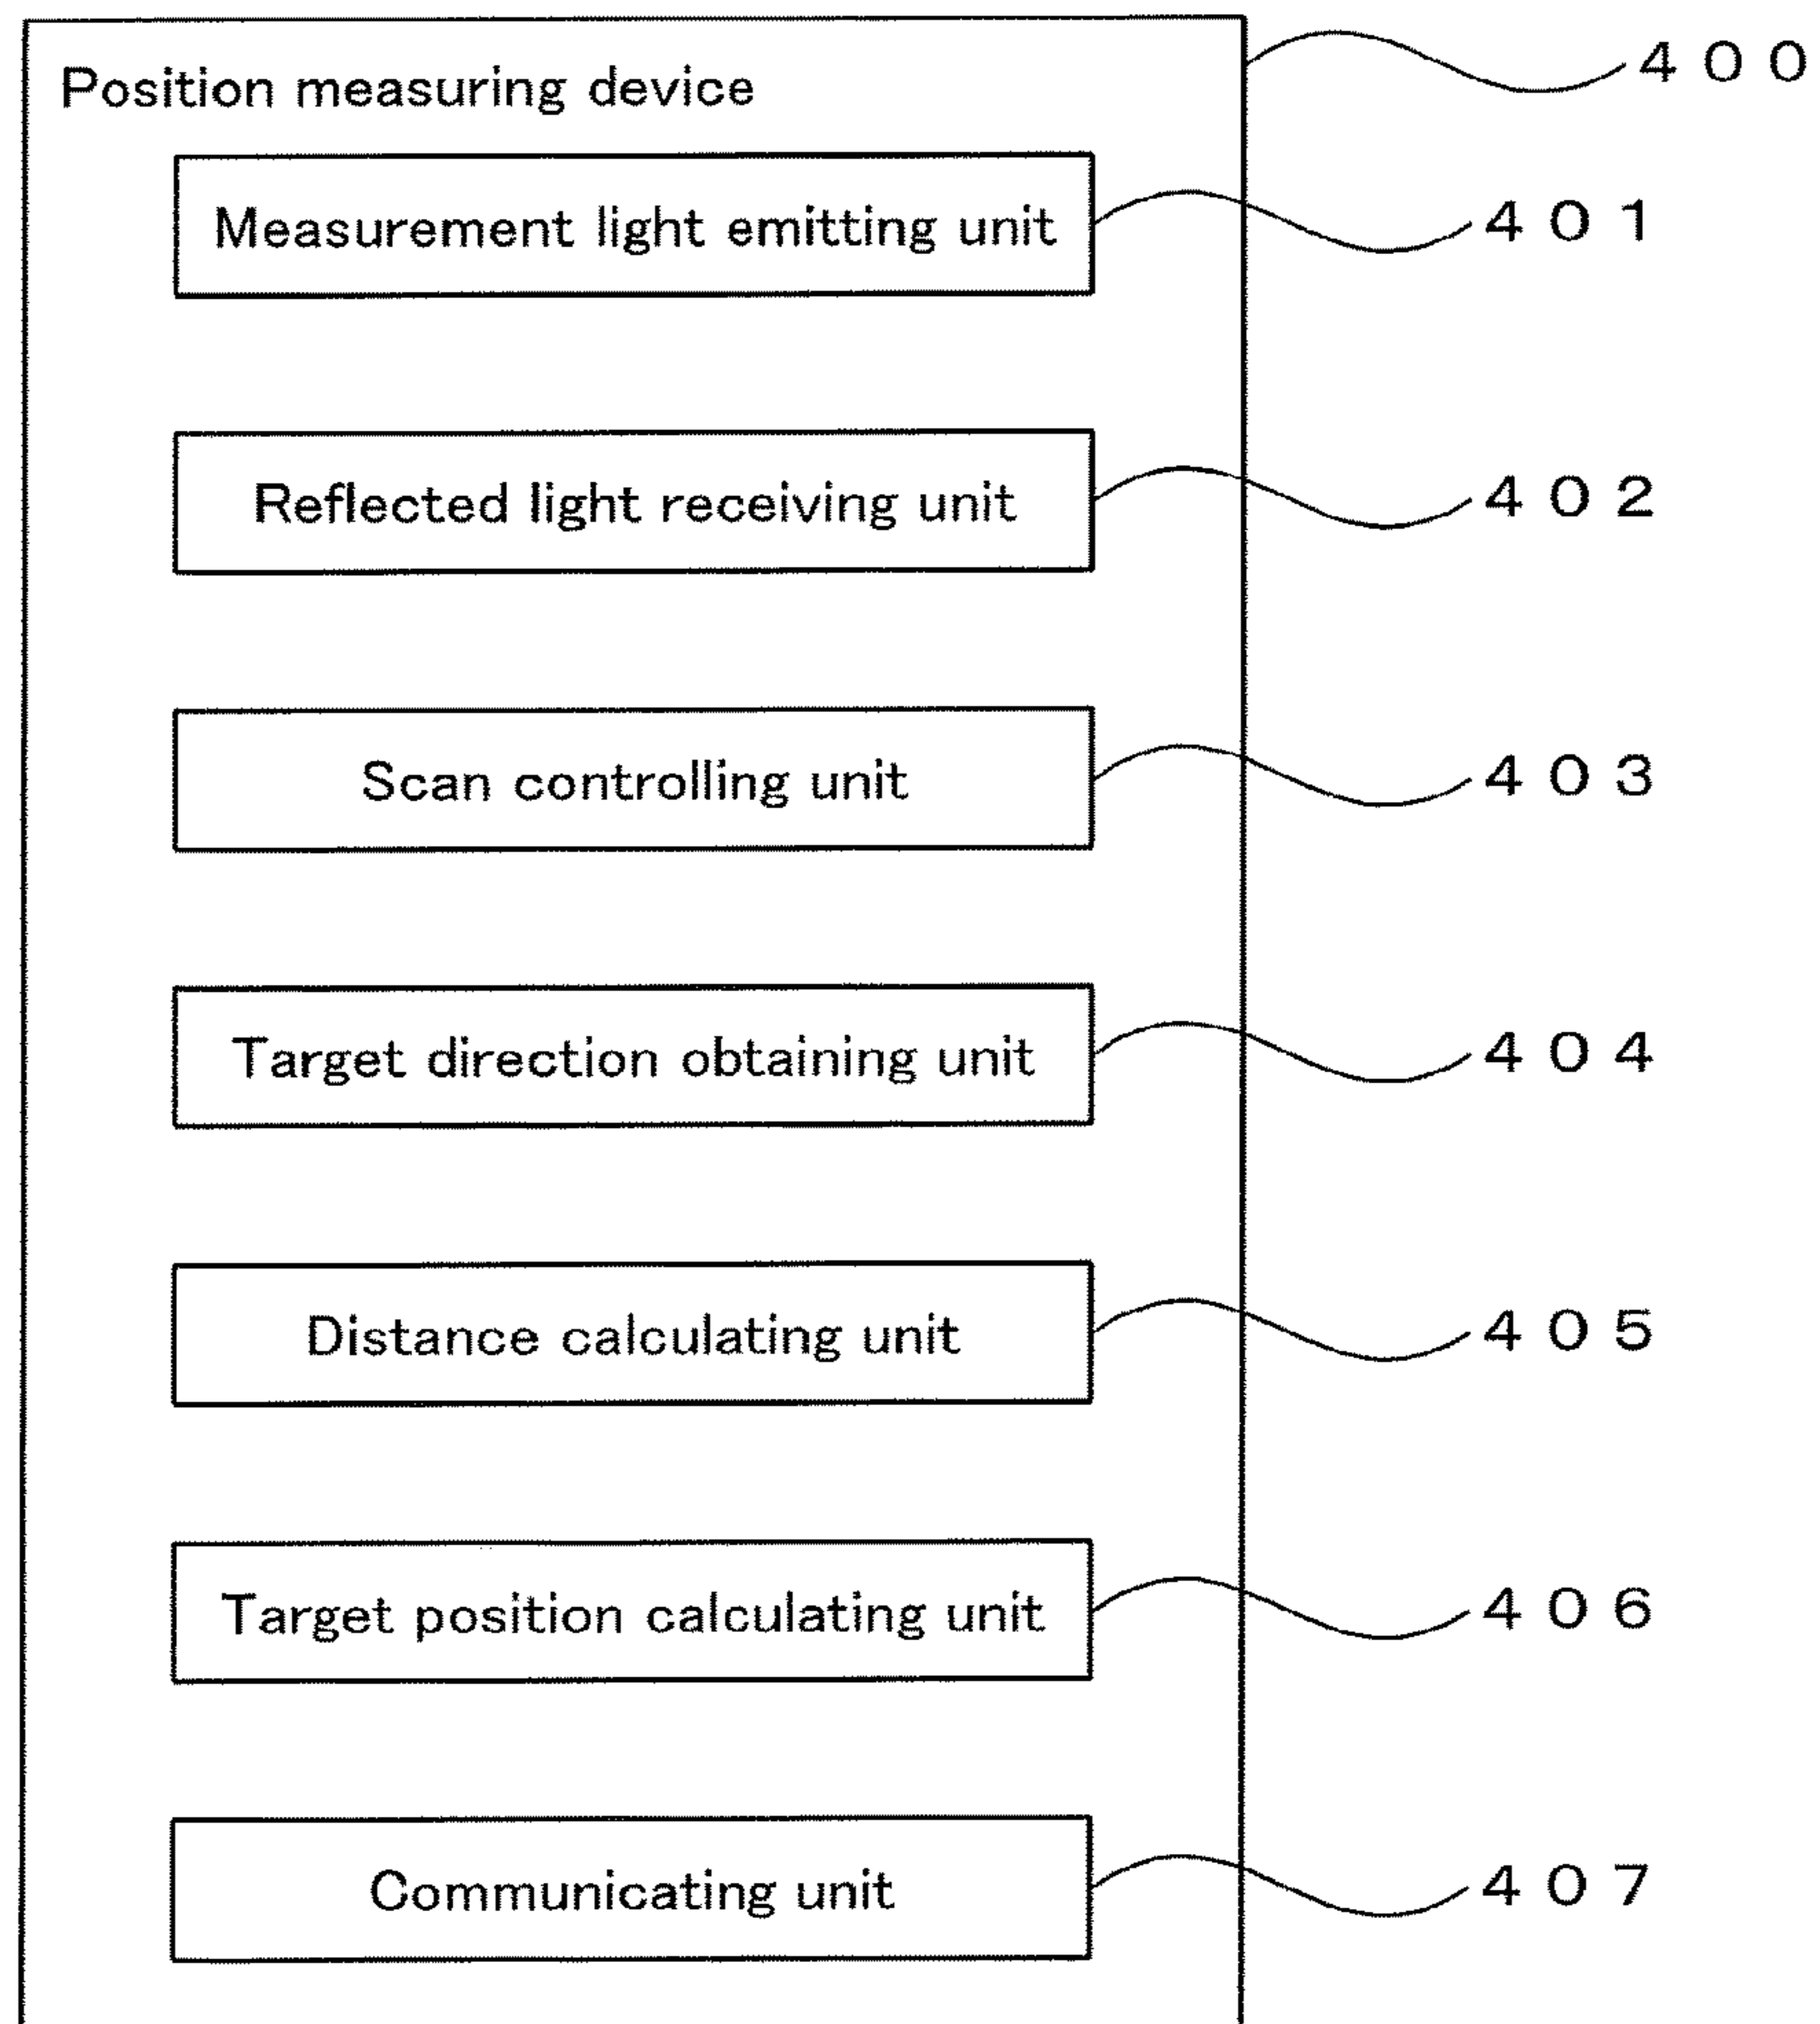 Position measuring device 400
Measurement light emitting unit 401
Reflected light receiving unit 402
Scan controlling unit 403
Target direction obtaining unit 404
Distance calculating unit 405
Target position calculating unit 406
Communicating unit 407